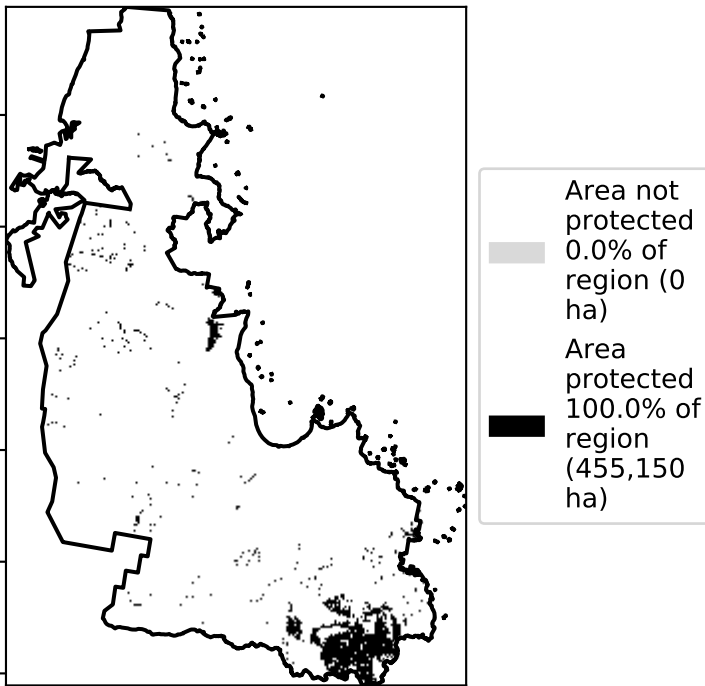 Area not
protected
0.0% of
region (0
ha)
Area
protected
100.0% of
region
(455,150
ha)